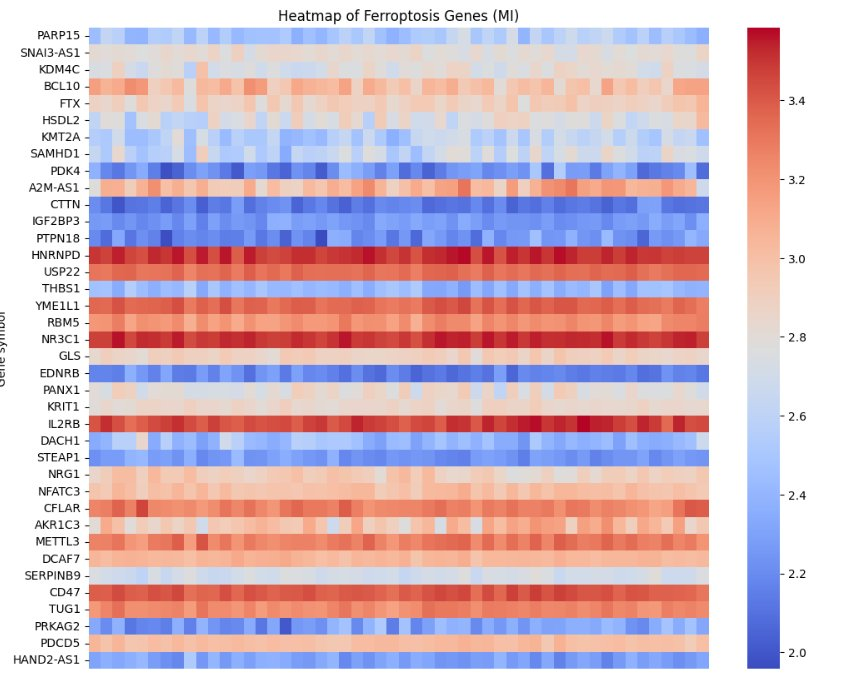 Heatmap of Ferroptosis Genes (MI)
Gene symbol
PARP15
SNAI3-AS1
KDM4C
BCL10
FTX
HSDL2
KMT2A
SAMHD1
PDK4
A2M-AS1
CTTN
IGF2BP3
PTPN18
HNRNPD
USP22
THBS1
YME1L1
RBM5
NR3C1
GLS
EDNRB
PANX1
KRIT1
IL2RB
DACH1
STEAP1
NRG1
NFATC3
CFLAR
AKR1C3
METTL3
DCAF7
SERPINB9
CD47
TUG1
PRKAG2
PDCD5
HAND2-AS1
3.4
3.2
3.0
2.8
2.6
2.4
2.2
2.0